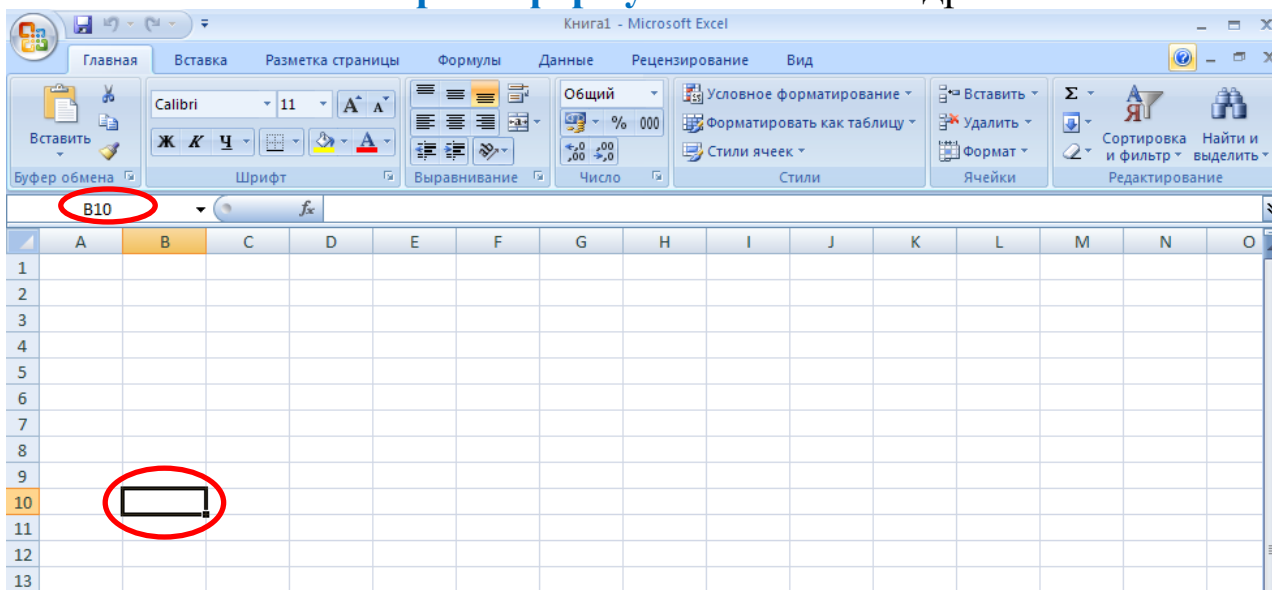 Книга1 - Microsoft Excel
Главная Вставка Разметка страницы Формулы Данные Рецензирование Вид
Calibri 11 Общий Условное форматирование Вставить Σ
Вставить % 000 Форматировать как таблицу Удалить Сортировка и фильтр Найти и выделить
Ж К Ч Стили ячеек Формат
Буфер обмена Шрифт Выравнивание Число Стили Ячейки Редактирование
B10 fx
A B C D E F G H I J K L M N O
1
2
3
4
5
6
7
8
9
10
11
12
13